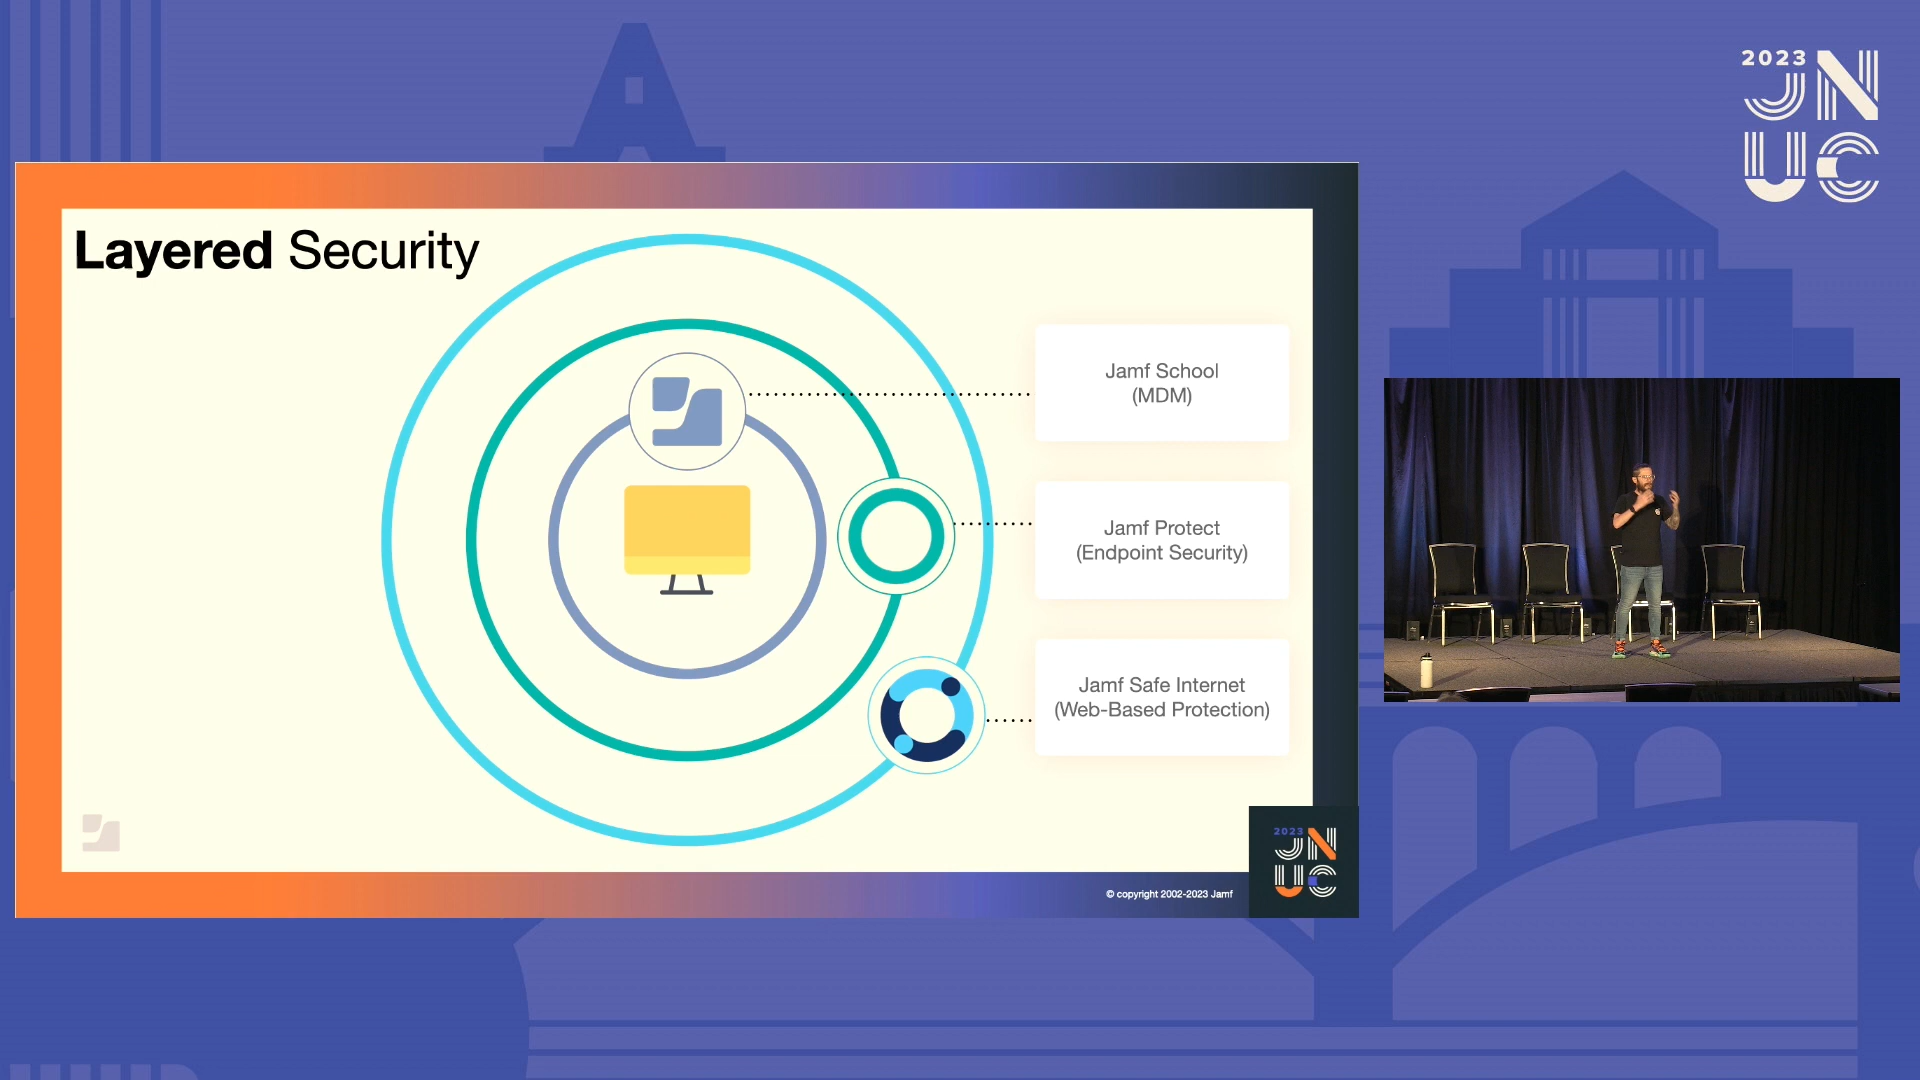 2023
JN
UC
Layered Security
Jamf School
(MDM)
Jamf Protect
(Endpoint Security)
Jamf Safe Internet
(Web-Based Protection)
2023
JN
UC
© copyright 2002-2023 Jamf